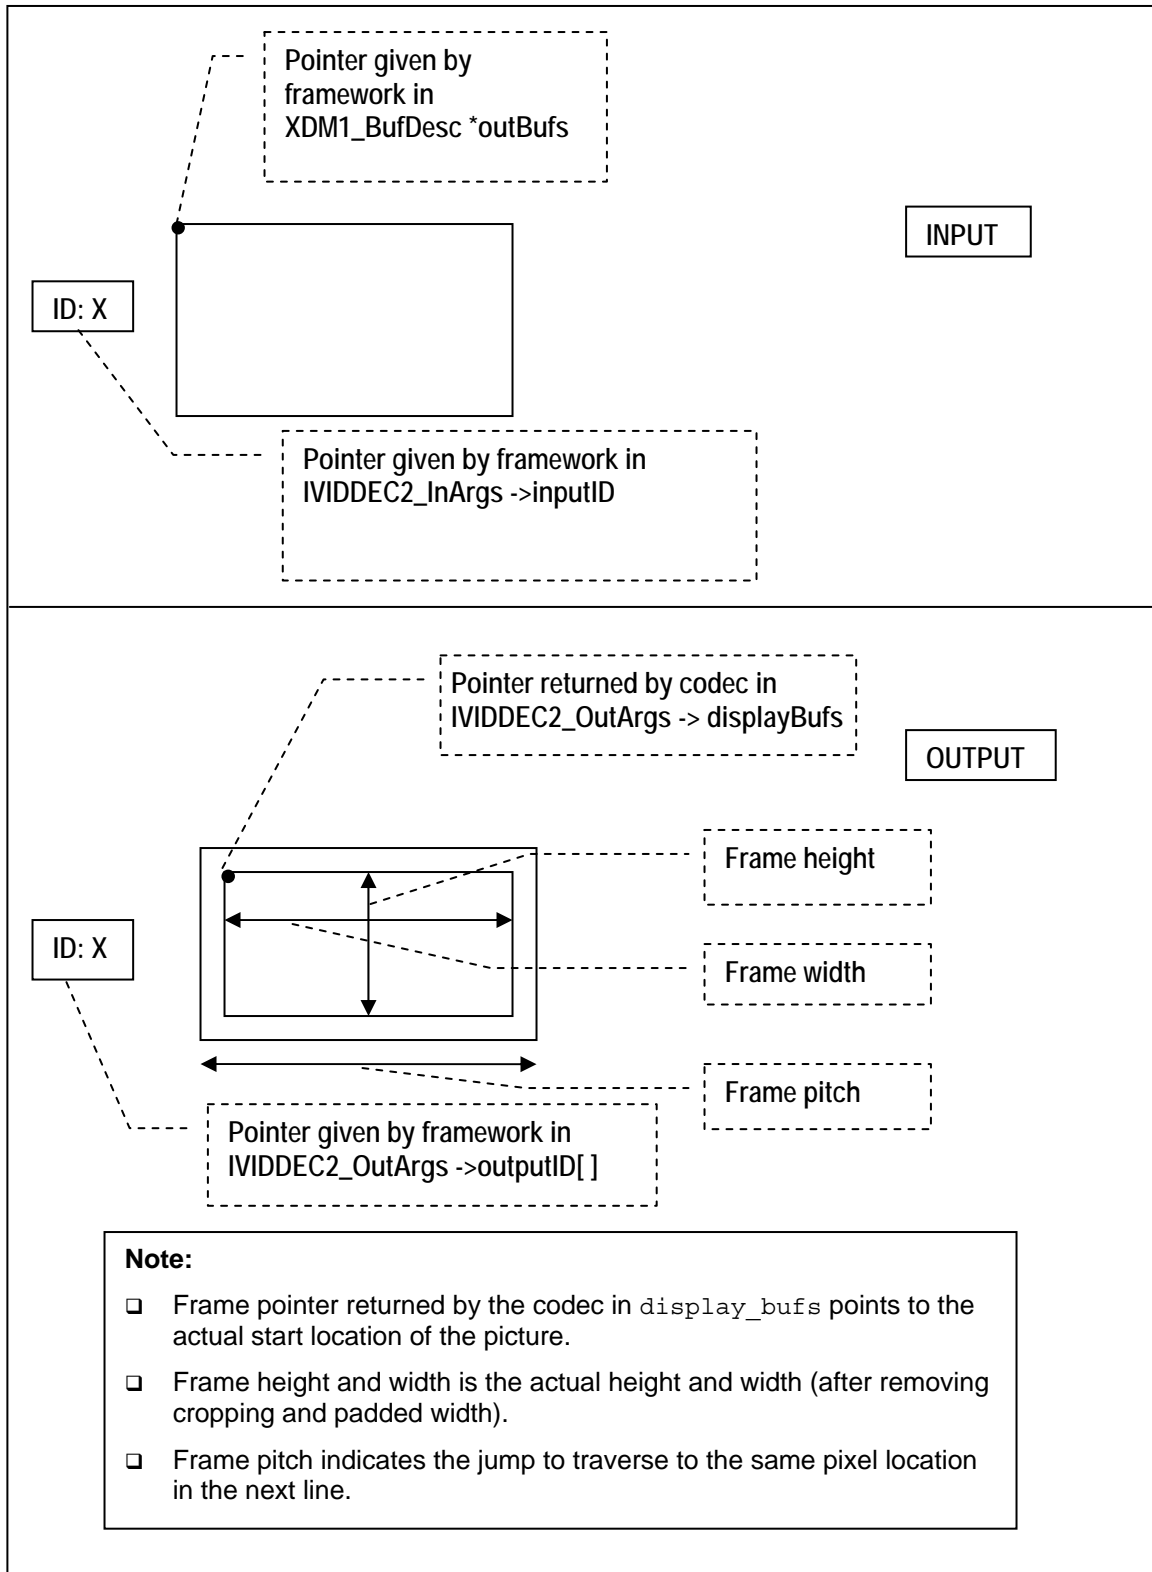 Pointer given by
framework in
XDM1_BufDesc *outBufs
INPUT
ID: X
Pointer given by framework in
IVIDDEC2_InArgs ->inputID
Pointer returned by codec in
IVIDDEC2_OutArgs -> displayBufs
OUTPUT
Frame height
ID: X
Frame width
Frame pitch
Pointer given by framework in
IVIDDEC2_OutArgs ->outputID[ ]
Note:
❑ Frame pointer returned by the codec in display_bufs points to the
actual start location of the picture.
❑ Frame height and width is the actual height and width (after removing
cropping and padded width).
❑ Frame pitch indicates the jump to traverse to the same pixel location
in the next line.